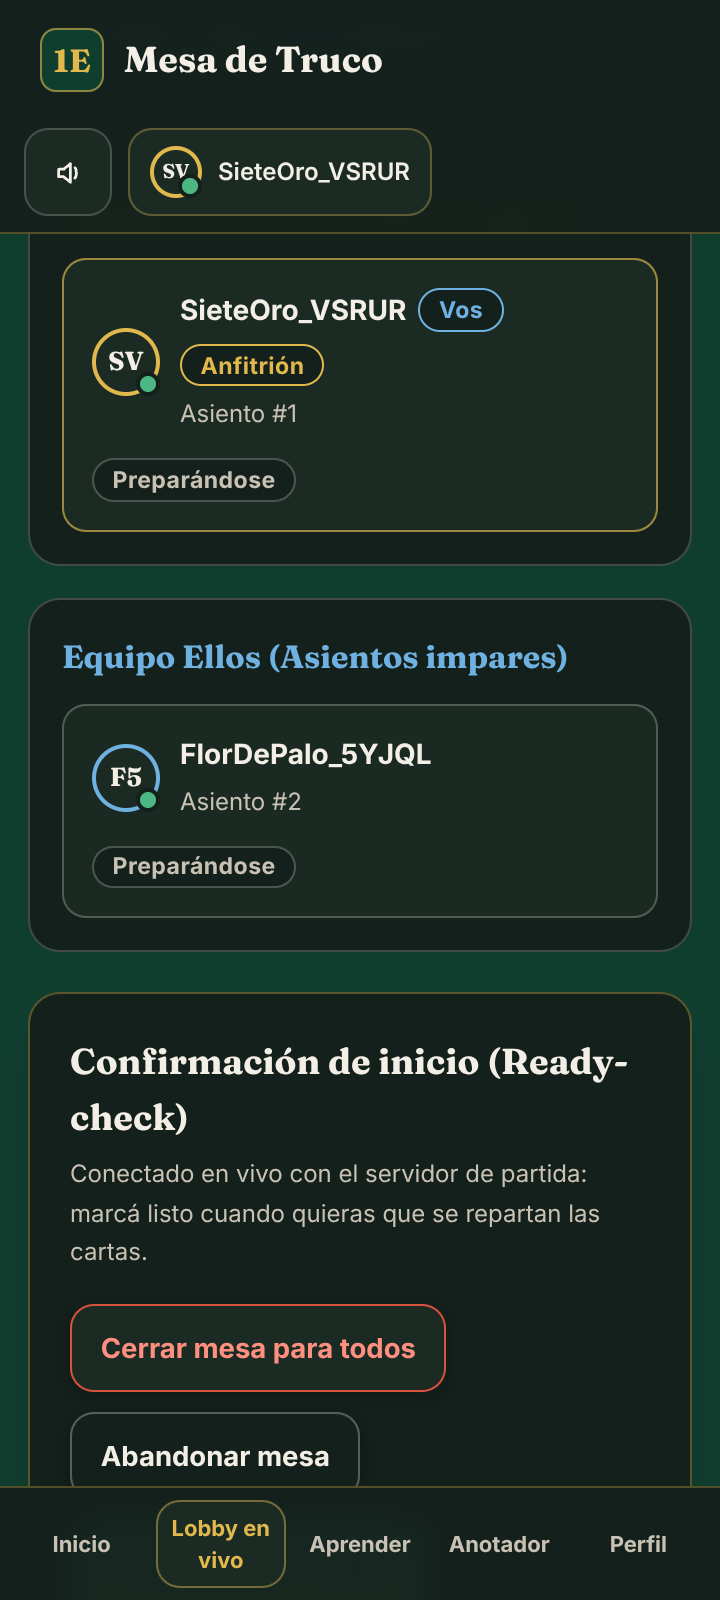 1E
Mesa de Truco
SV
SieteOro_VSRUR
SieteOro_VSRUR Vos
SV
Anfitrión
Asiento #1
Preparándose
Equipo Ellos (Asientos impares)
F5
FlorDePalo_5YJQL
Asiento #2
Preparándose
Confirmación de inicio (Ready-
check)
Conectado en vivo con el servidor de partida:
marcá listo cuando quieras que se repartan las
cartas.
Cerrar mesa para todos
Abandonar mesa
Inicio
Lobby en
vivo
Aprender
Anotador
Perfil